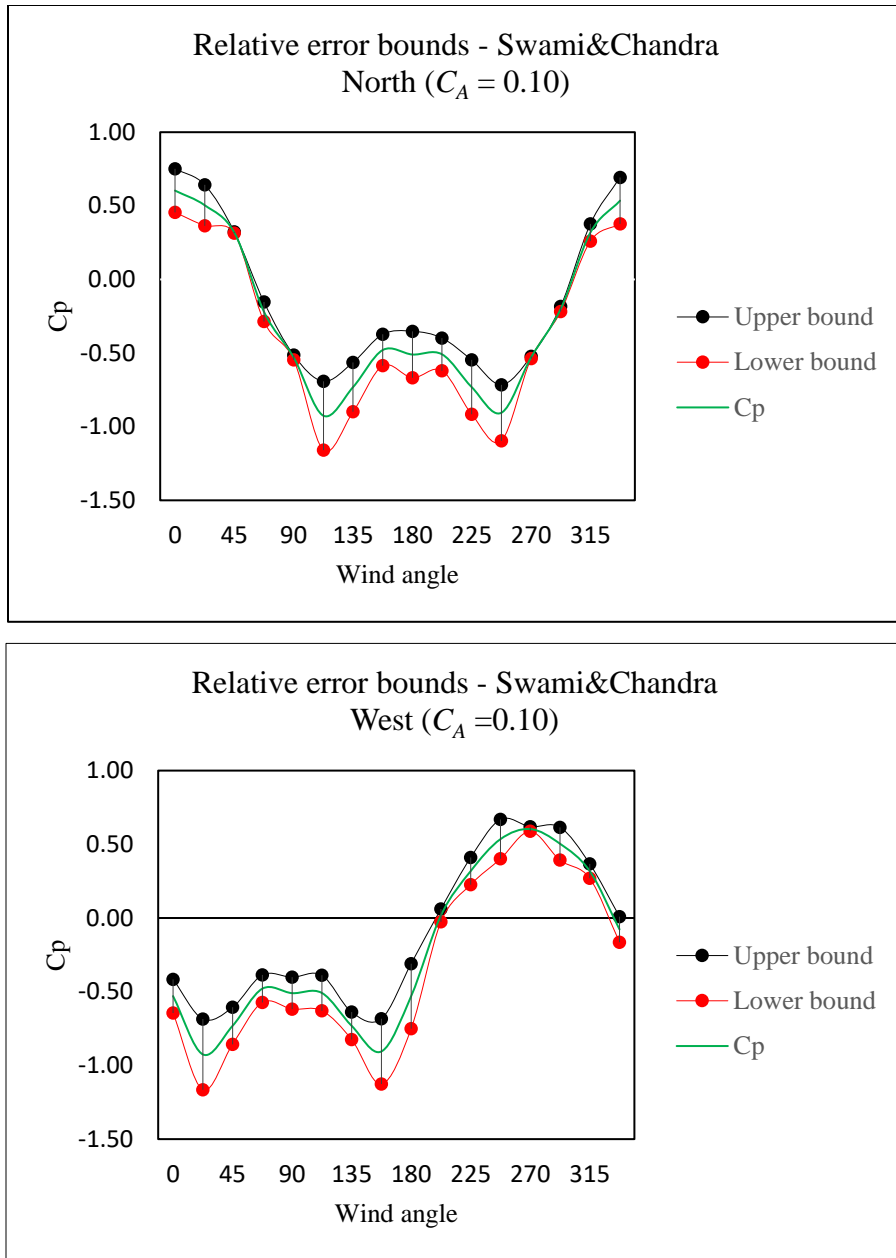 Relative error bounds - Swami&Chandra
North (C_A = 0.10)
1.00
0.50
0.00
-0.50
-1.00
-1.50
Cp
0 45 90 135 180 225 270 315
Wind angle
Upper bound
Lower bound
Cp
Relative error bounds - Swami&Chandra
West (C_A =0.10)
1.00
0.50
0.00
-0.50
-1.00
-1.50
Cp
0 45 90 135 180 225 270 315
Wind angle
Upper bound
Lower bound
Cp